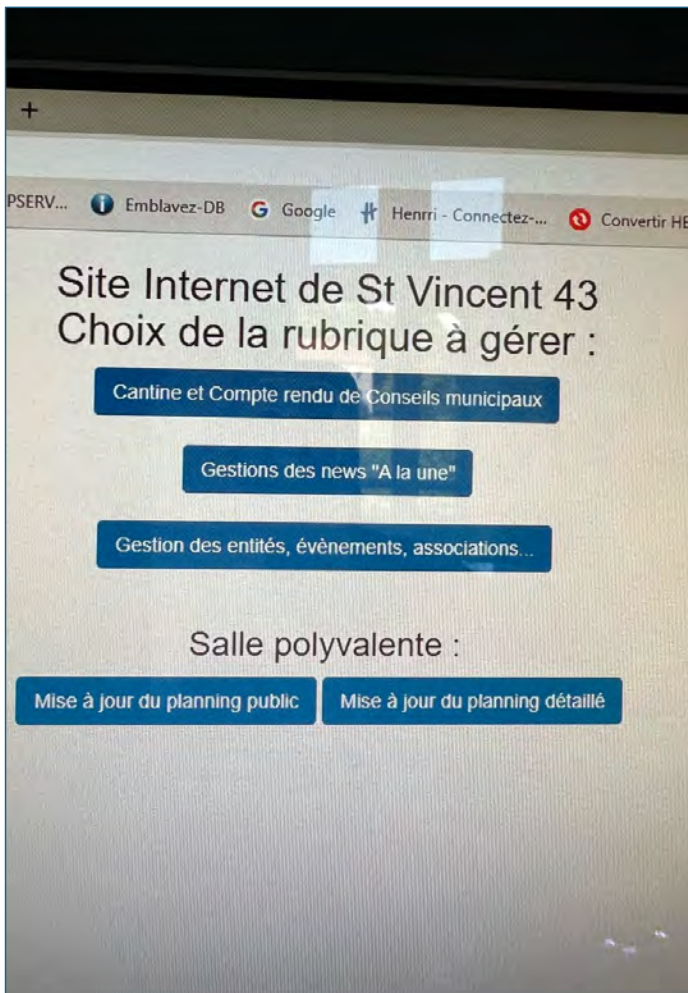 +
PSERV... Emblavez-DB Google Henrri - Connectez-... Convertir HE
Site Internet de St Vincent 43
Choix de la rubrique à gérer :
Cantine et Compte rendu de Conseils municipaux
Gestions des news "A la une"
Gestion des entités, évènements, associations...
Salle polyvalente :
Mise à jour du planning public Mise à jour du planning détaillé